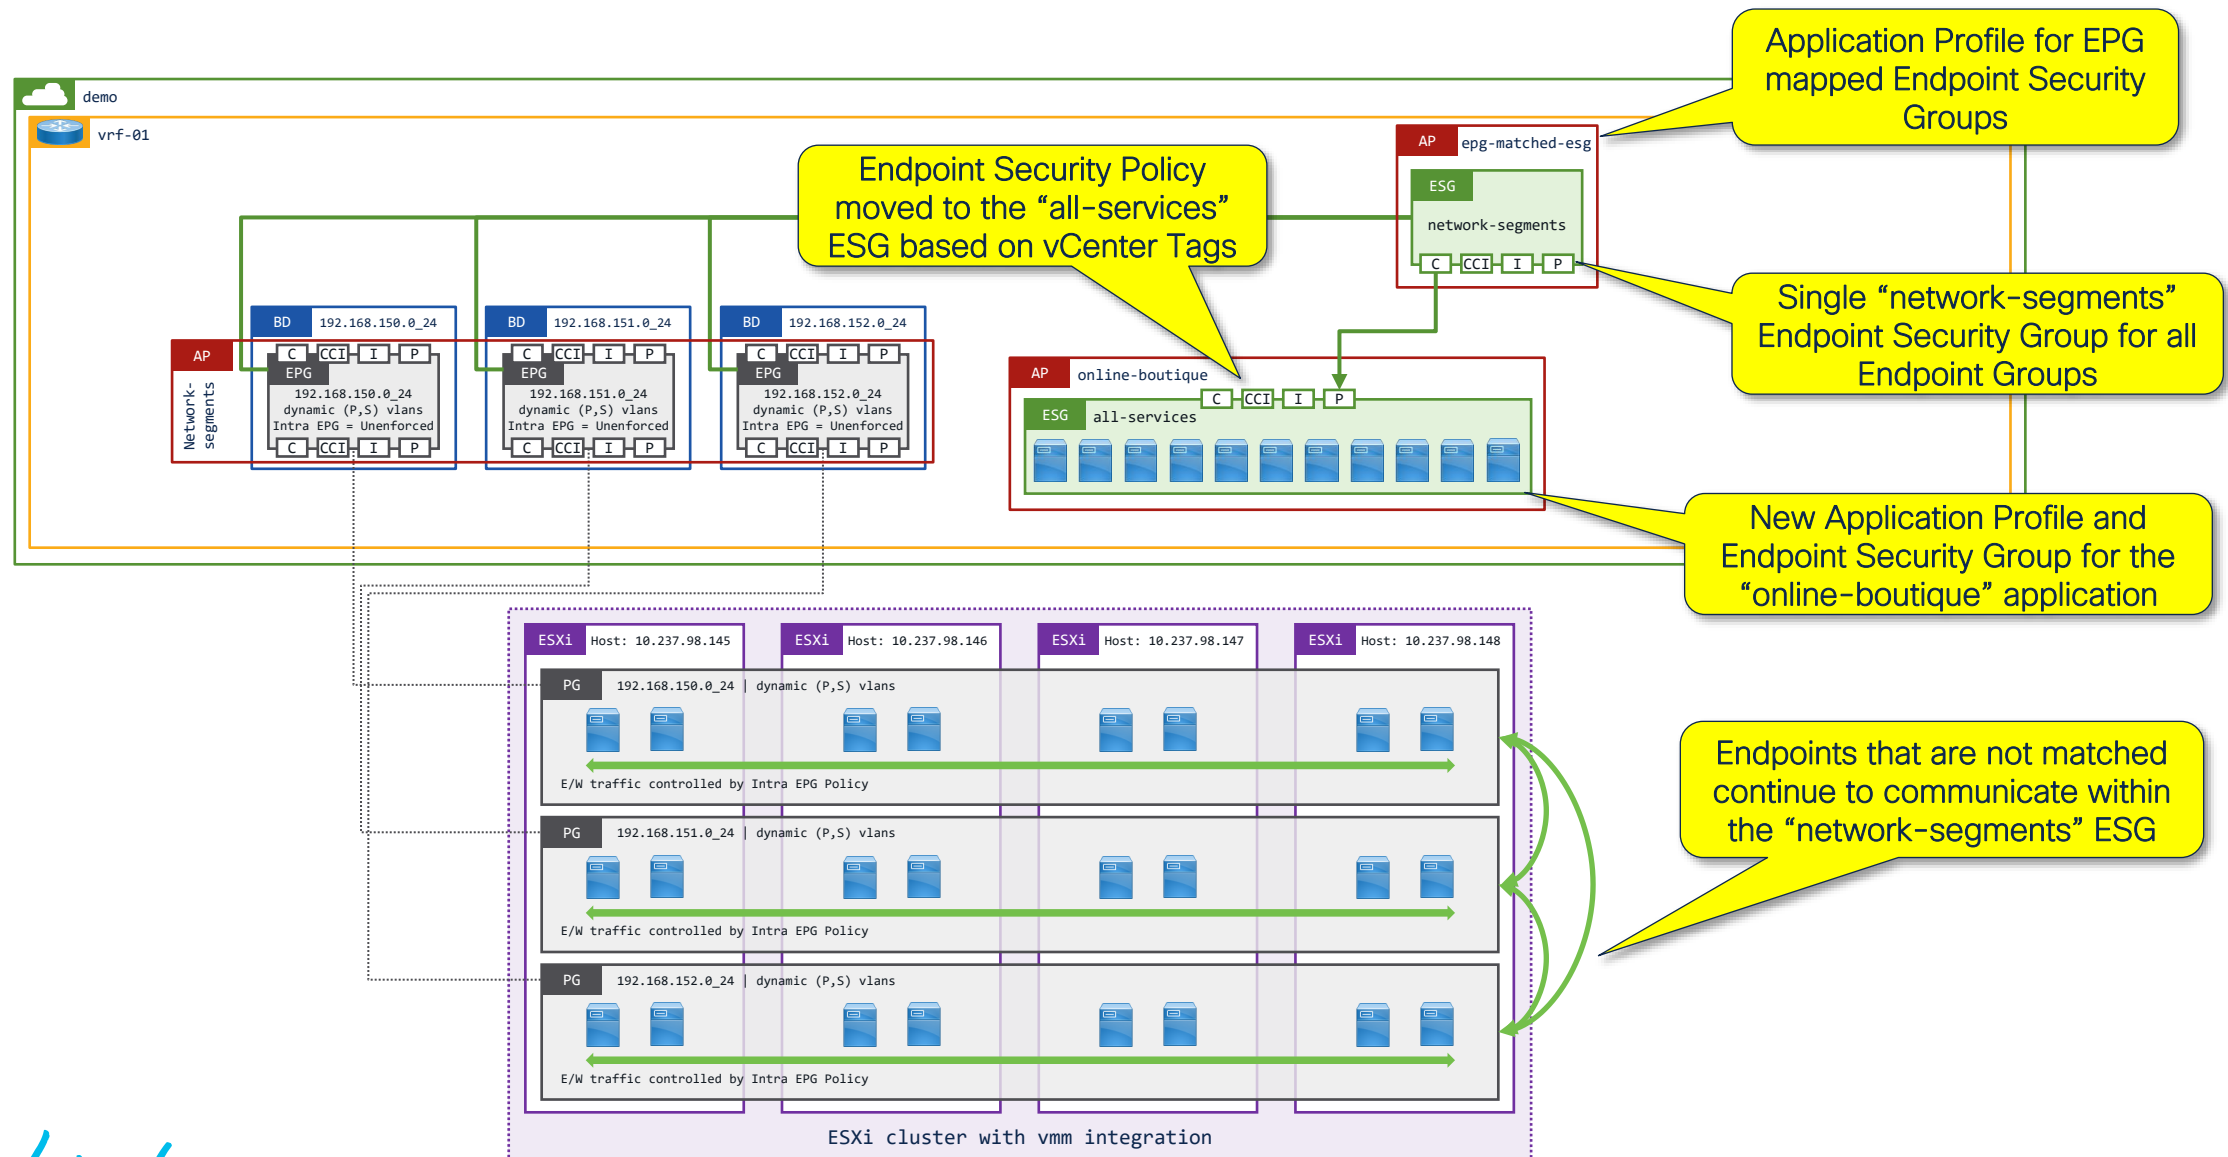 Application Profile for EPG
mapped Endpoint Security
Groups
demo
vrf-01
AP epg-matched-esg
ESG
network-segments
C CCI I P
Endpoint Security Policy
moved to the “all-services”
ESG based on vCenter Tags
Single “network-segments”
Endpoint Security Group for all
Endpoint Groups
BD 192.168.150.0_24
BD 192.168.151.0_24
BD 192.168.152.0_24
AP
Network-
segments
C CCI I P
EPG
192.168.150.0_24
dynamic (P,S) vlans
Intra EPG = Unenforced
C CCI I P
C CCI I P
EPG
192.168.151.0_24
dynamic (P,S) vlans
Intra EPG = Unenforced
C CCI I P
C CCI I P
EPG
192.168.152.0_24
dynamic (P,S) vlans
Intra EPG = Unenforced
C CCI I P
AP online-boutique
C CCI I P
ESG all-services
New Application Profile and
Endpoint Security Group for the
“online-boutique” application
ESXi Host: 10.237.98.145
ESXi Host: 10.237.98.146
ESXi Host: 10.237.98.147
ESXi Host: 10.237.98.148
PG 192.168.150.0_24 | dynamic (P,S) vlans
E/W traffic controlled by Intra EPG Policy
PG 192.168.151.0_24 | dynamic (P,S) vlans
E/W traffic controlled by Intra EPG Policy
PG 192.168.152.0_24 | dynamic (P,S) vlans
E/W traffic controlled by Intra EPG Policy
Endpoints that are not matched
continue to communicate within
the “network-segments” ESG
ESXi cluster with vmm integration